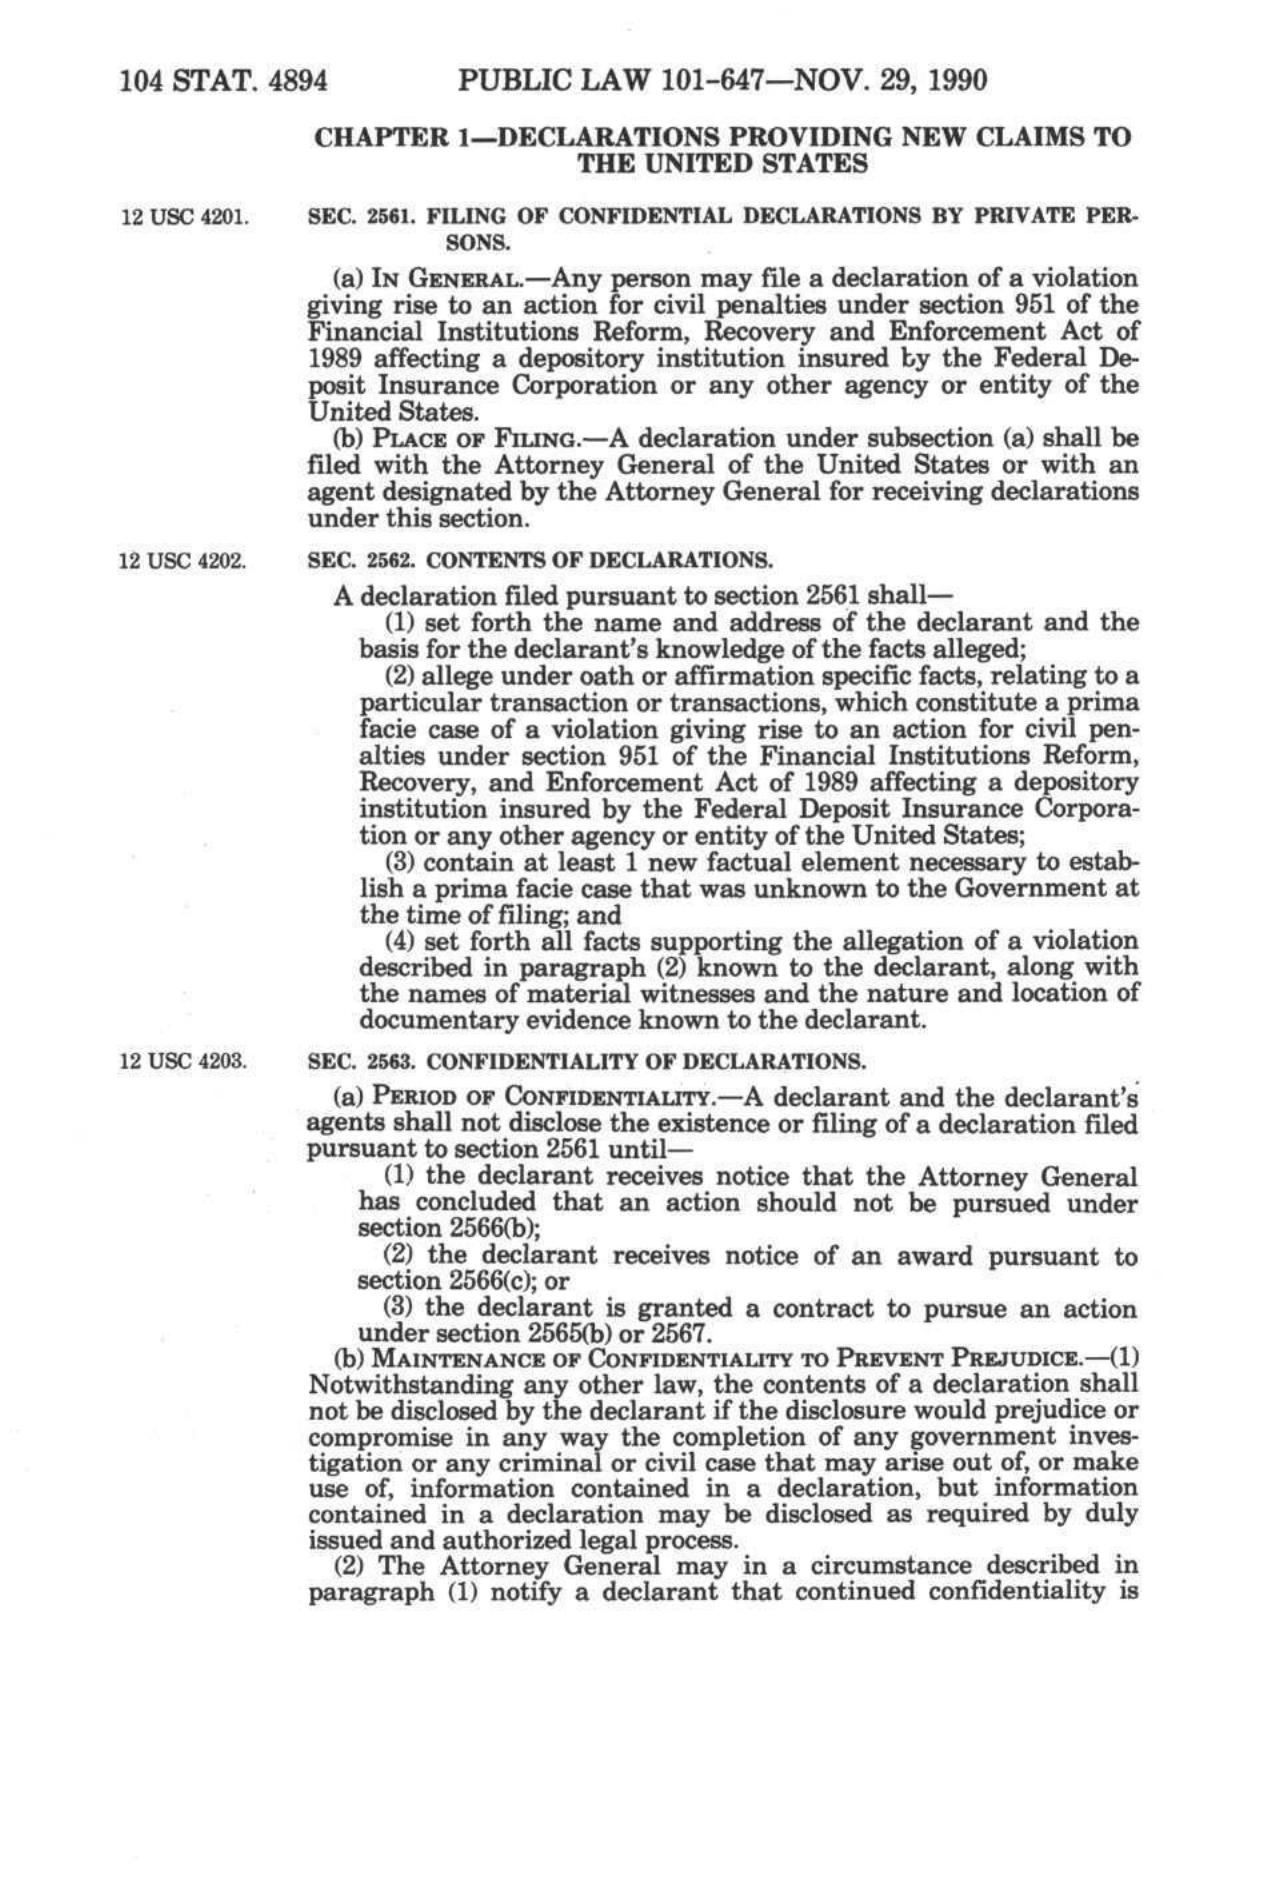 104 STAT. 4894 PUBLIC LAW 101-647—NOV. 29, 1990
CHAPTER 1—DECLARATIONS PROVIDING NEW CLAIMS TO
THE UNITED STATES
12 USC 4201. SEC. 2561. FILING OF CONFIDENTIAL DECLARATIONS BY PRIVATE PER-
SONS.
(a) IN GENERAL.—Any person may file a declaration of a violation
giving rise to an action for civil penalties under section 951 of the
Financial Institutions Reform, Recovery and Enforcement Act of
1989 affecting a depository institution insured by the Federal De-
posit Insurance Corporation or any other agency or entity of the
United States.
(b) PLACE OF FILING.—A declaration under subsection (a) shall be
filed with the Attorney General of the United States or with an
agent designated by the Attorney General for receiving declarations
under this section.
12 USC 4202. SEC. 2562. CONTENTS OF DECLARATIONS.
A declaration filed pursuant to section 2561 shall—
(1) set forth the name and address of the declarant and the
basis for the declarant's knowledge of the facts alleged;
(2) allege under oath or affirmation specific facts, relating to a
particular transaction or transactions, which constitute a prima
facie case of a violation giving rise to an action for civil pen-
alties under section 951 of the Financial Institutions Reform,
Recovery, and Enforcement Act of 1989 affecting a depository
institution insured by the Federal Deposit Insurance Corpora-
tion or any other agency or entity of the United States;
(3) contain at least 1 new factual element necessary to estab-
lish a prima facie case that was unknown to the Government at
the time of filing; and
(4) set forth all facts supporting the allegation of a violation
described in paragraph (2) known to the declarant, along with
the names of material witnesses and the nature and location of
documentary evidence known to the declarant.
12 USC 4203. SEC. 2563. CONFIDENTIALITY OF DECLARATIONS.
(a) PERIOD OF CONFIDENTIALITY.—A declarant and the declarant's
agents shall not disclose the existence or filing of a declaration filed
pursuant to section 2561 until—
(1) the declarant receives notice that the Attorney General
has concluded that an action should not be pursued under
section 2566(b);
(2) the declarant receives notice of an award pursuant to
section 2566(c); or
(3) the declarant is granted a contract to pursue an action
under section 2565(b) or 2567.
(b) MAINTENANCE OF CONFIDENTIALITY TO PREVENT PREJUDICE.—(1)
Notwithstanding any other law, the contents of a declaration shall
not be disclosed by the declarant if the disclosure would prejudice or
compromise in any way the completion of any government inves-
tigation or any criminal or civil case that may arise out of, or make
use of, information contained in a declaration, but information
contained in a declaration may be disclosed as required by duly
issued and authorized legal process.
(2) The Attorney General may in a circumstance described in
paragraph (1) notify a declarant that continued confidentiality is